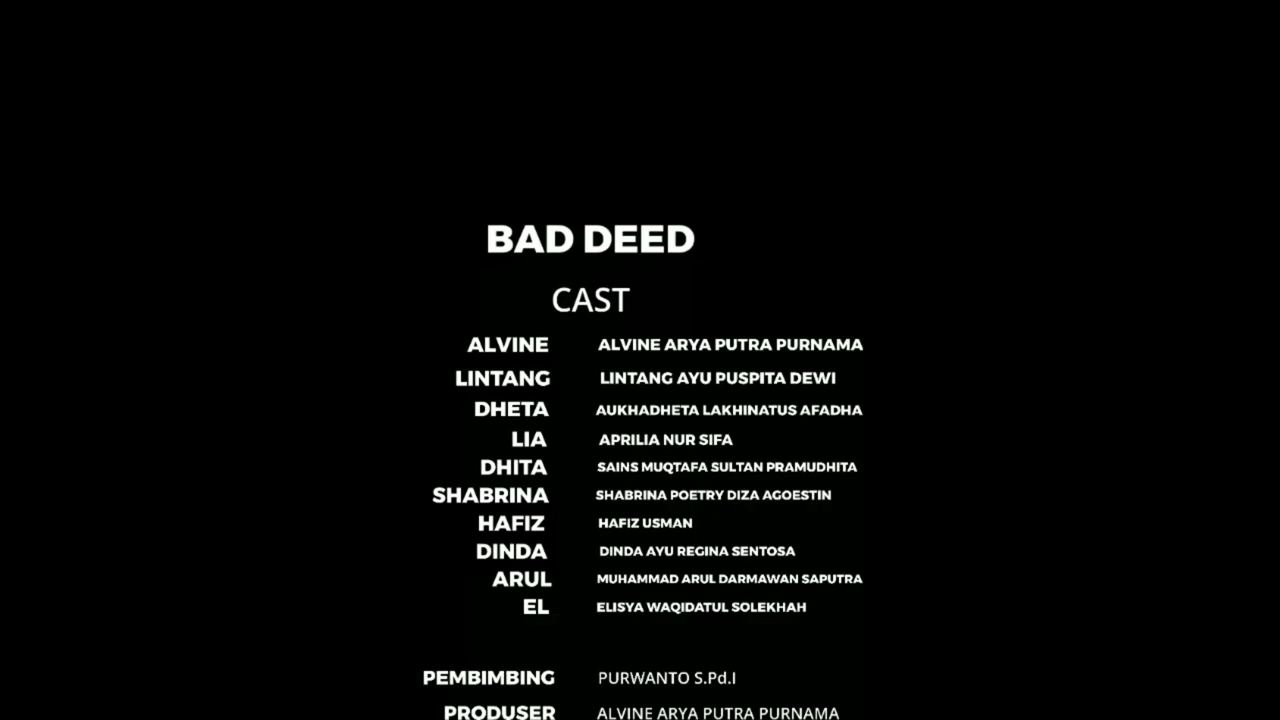 BAD DEED
CAST
ALVINE ALVINE ARYA PUTRA PURNAMA
LINTANG LINTANG AYU PUSPITA DEWI
DHETA AUKHADHETA LAKHINATUS AFADHA
LIA APRILIA NUR SIFA
DHITA SAINS MUQTAFA SULTAN PRAMUDHITA
SHABRINA SHABRINA POETRY DIZA AGOESTIN
HAFIZ HAFIZ USMAN
DINDA DINDA AYU REGINA SENTOSA
ARUL MUHAMMAD ARUL DARMAWAN SAPUTRA
EL ELISYA WAQIDATUL SOLEKHAH
PEMBIMBING PURWANTO S.Pd.I
PRODUSER ALVINE ARYA PUTRA PURNAMA